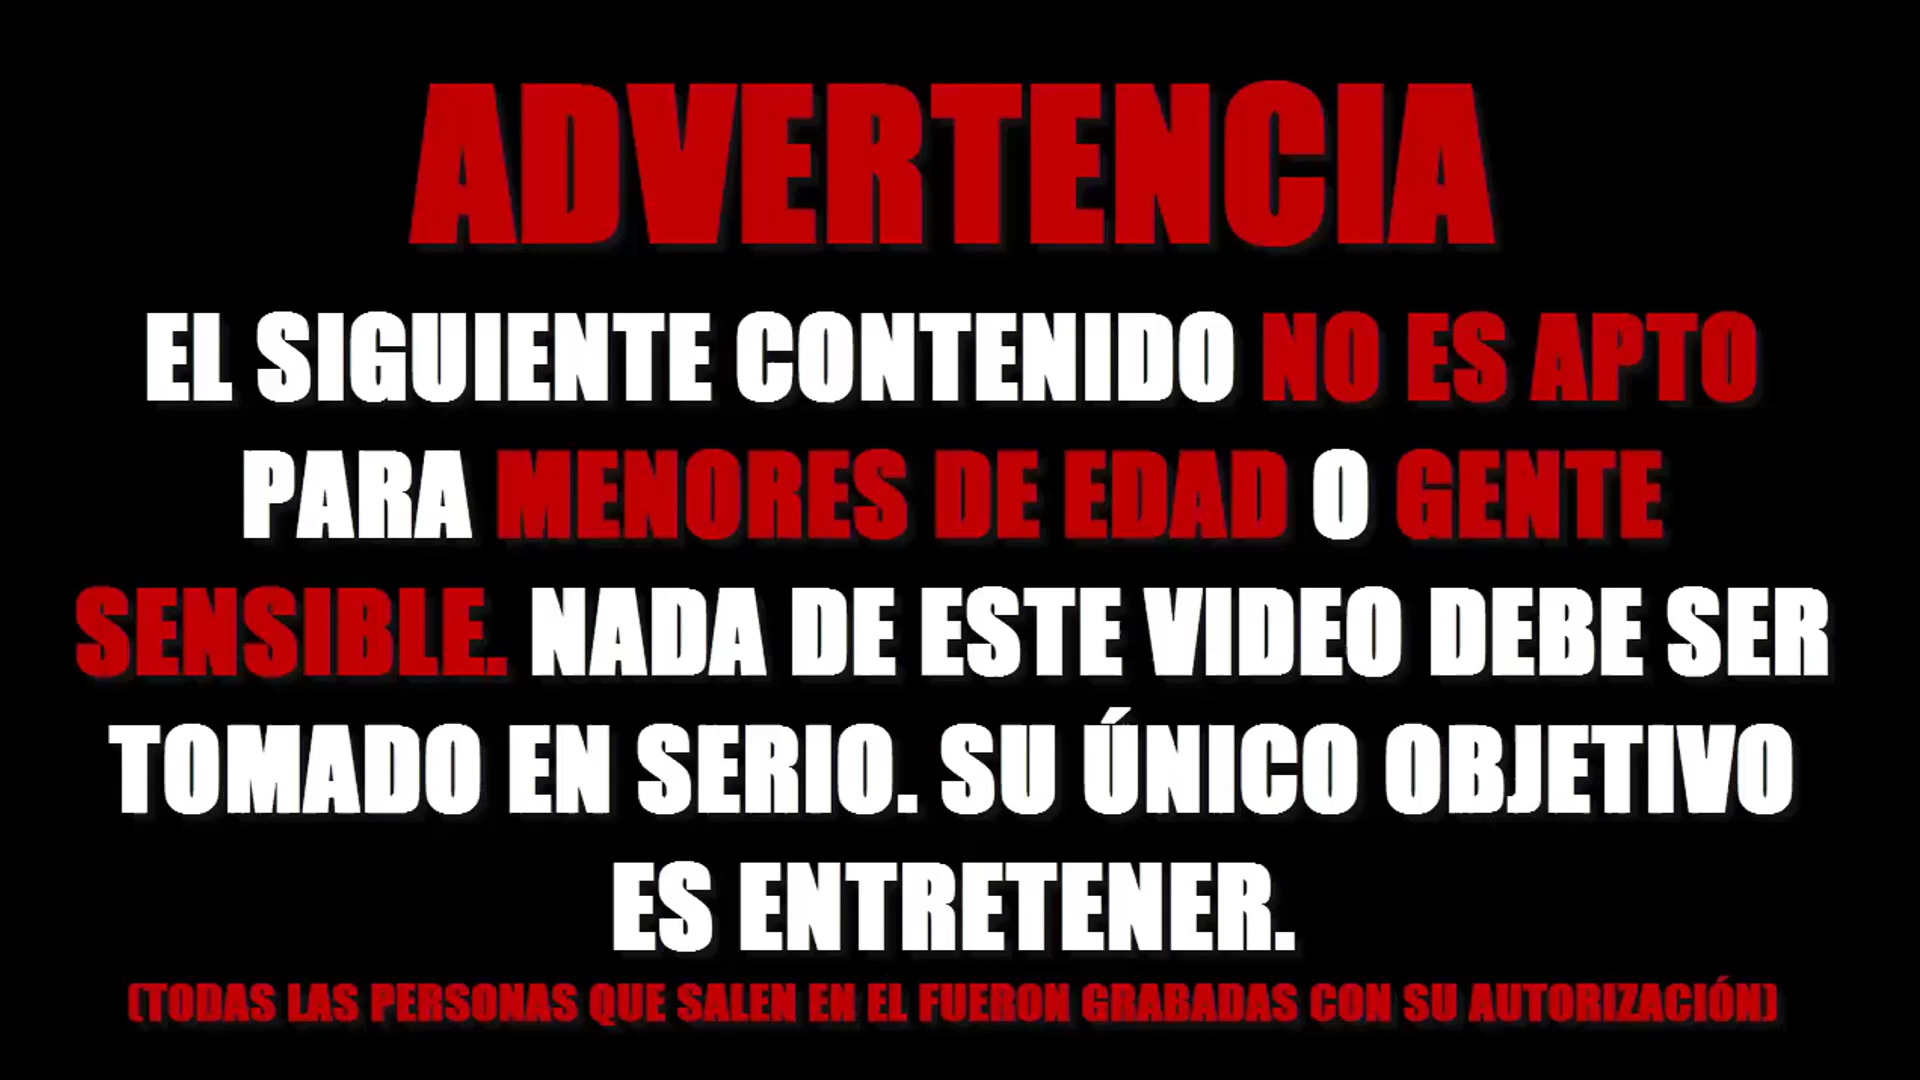 ADVERTENCIA
EL SIGUIENTE CONTENIDO NO ES APTO
PARA MENORES DE EDAD O GENTE
SENSIBLE. NADA DE ESTE VIDEO DEBE SER
TOMADO EN SERIO. SU ÚNICO OBJETIVO
ES ENTRETENER.
(TODAS LAS PERSONAS QUE SALEN EN EL FUERON GRABADAS CON SU AUTORIZACIÓN)